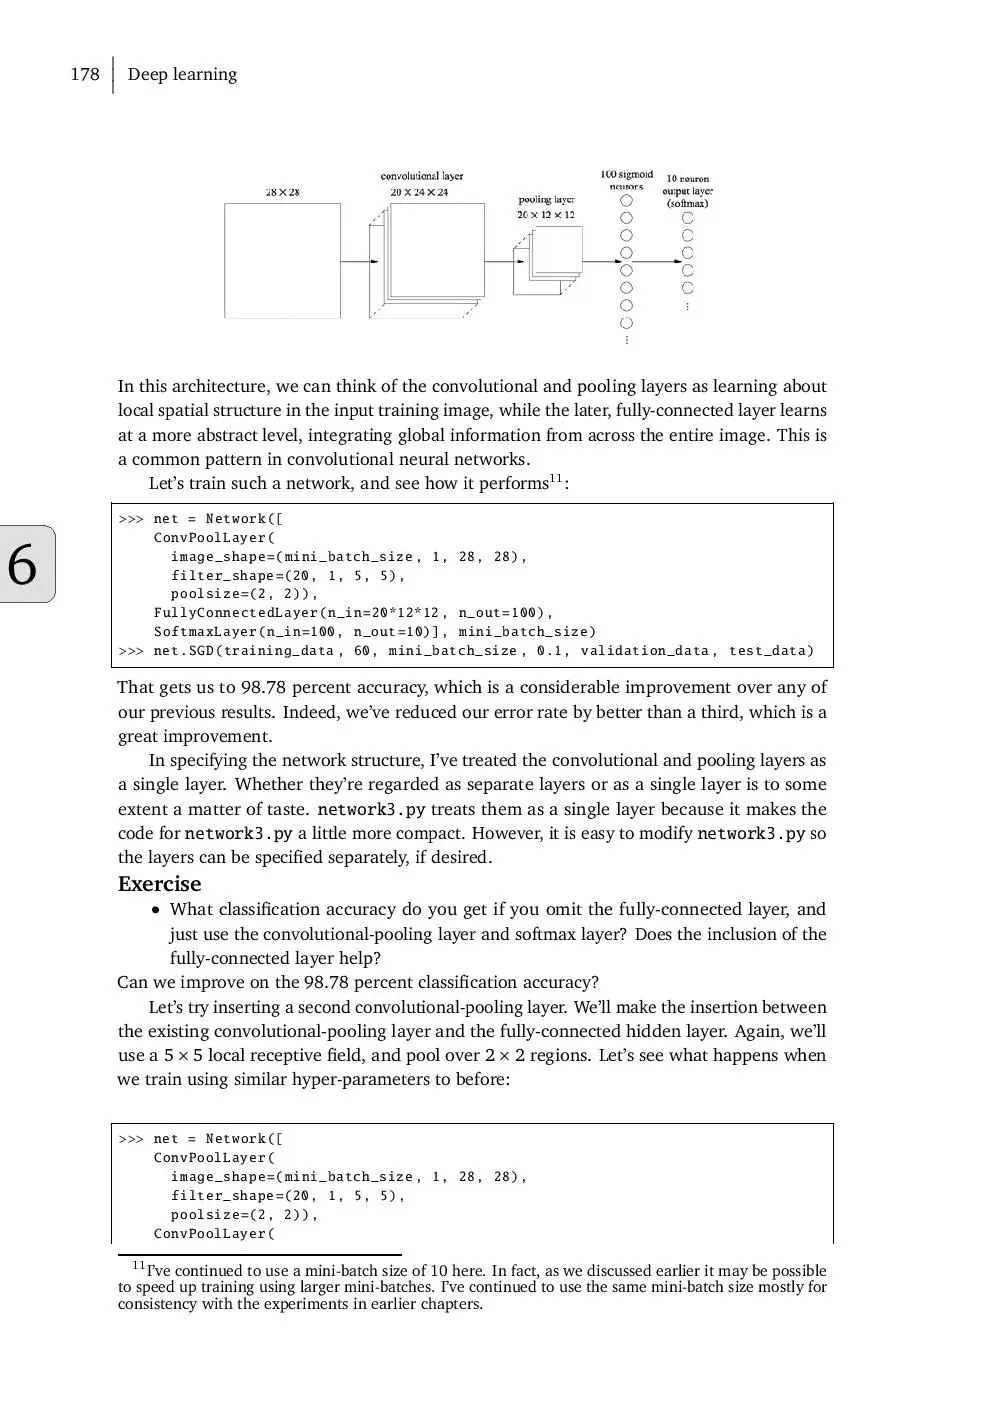 178 Deep learning
28 × 28
convolutional layer
20 × 24 × 24
pooling layer
20 × 12 × 12
100 sigmoid
neurons
10 neuron
output layer
(softmax)
In this architecture, we can think of the convolutional and pooling layers as learning about
local spatial structure in the input training image, while the later, fully-connected layer learns
at a more abstract level, integrating global information from across the entire image. This is
a common pattern in convolutional neural networks.
Let's train such a network, and see how it performs11:
>>> net = Network([
ConvPoolLayer(
image_shape=(mini_batch_size, 1, 28, 28),
filter_shape=(20, 1, 5, 5),
poolsize=(2, 2)),
FullyConnectedLayer(n_in=20*12*12, n_out=100),
SoftmaxLayer(n_in=100, n_out=10)], mini_batch_size)
>>> net.SGD(training_data, 60, mini_batch_size, 0.1, validation_data, test_data)
6
That gets us to 98.78 percent accuracy, which is a considerable improvement over any of
our previous results. Indeed, we've reduced our error rate by better than a third, which is a
great improvement.
In specifying the network structure, I've treated the convolutional and pooling layers as
a single layer. Whether they're regarded as separate layers or as a single layer is to some
extent a matter of taste. network3.py treats them as a single layer because it makes the
code for network3.py a little more compact. However, it is easy to modify network3.py so
the layers can be specified separately, if desired.
Exercise
• What classification accuracy do you get if you omit the fully-connected layer, and
just use the convolutional-pooling layer and softmax layer? Does the inclusion of the
fully-connected layer help?
Can we improve on the 98.78 percent classification accuracy?
Let's try inserting a second convolutional-pooling layer. We'll make the insertion between
the existing convolutional-pooling layer and the fully-connected hidden layer. Again, we'll
use a 5 × 5 local receptive field, and pool over 2 × 2 regions. Let's see what happens when
we train using similar hyper-parameters to before:
>>> net = Network([
ConvPoolLayer(
image_shape=(mini_batch_size, 1, 28, 28),
filter_shape=(20, 1, 5, 5),
poolsize=(2, 2)),
ConvPoolLayer(
11I've continued to use a mini-batch size of 10 here. In fact, as we discussed earlier it may be possible
to speed up training using larger mini-batches. I've continued to use the same mini-batch size mostly for
consistency with the experiments in earlier chapters.